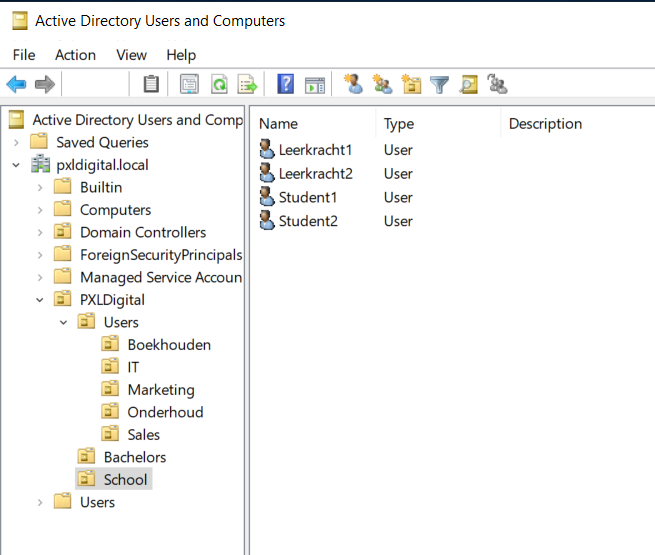 Active Directory Users and Computers
File Action View Help
Active Directory Users and Comp
Saved Queries
pxldigital.local
Builtin
Computers
Domain Controllers
ForeignSecurityPrincipals
Managed Service Accoun
PXLDigital
Users
Boekhouden
IT
Marketing
Onderhoud
Sales
Bachelors
School
Users
Name Type Description
Leerkracht1 User
Leerkracht2 User
Student1 User
Student2 User